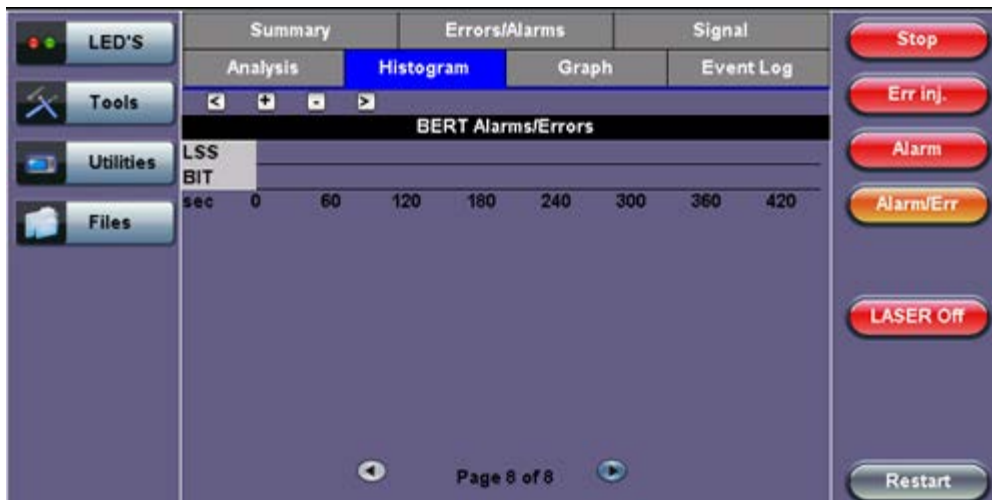 LED'S
Tools
Utilities
Files
Summary Errors/Alarms Signal
Analysis Histogram Graph Event Log
< + - >
BERT Alarms/Errors
LSS
BIT
sec 0 60 120 180 240 300 360 420
Page 8 of 8
Stop
Err inj.
Alarm
Alarm/Err
LASER Off
Restart